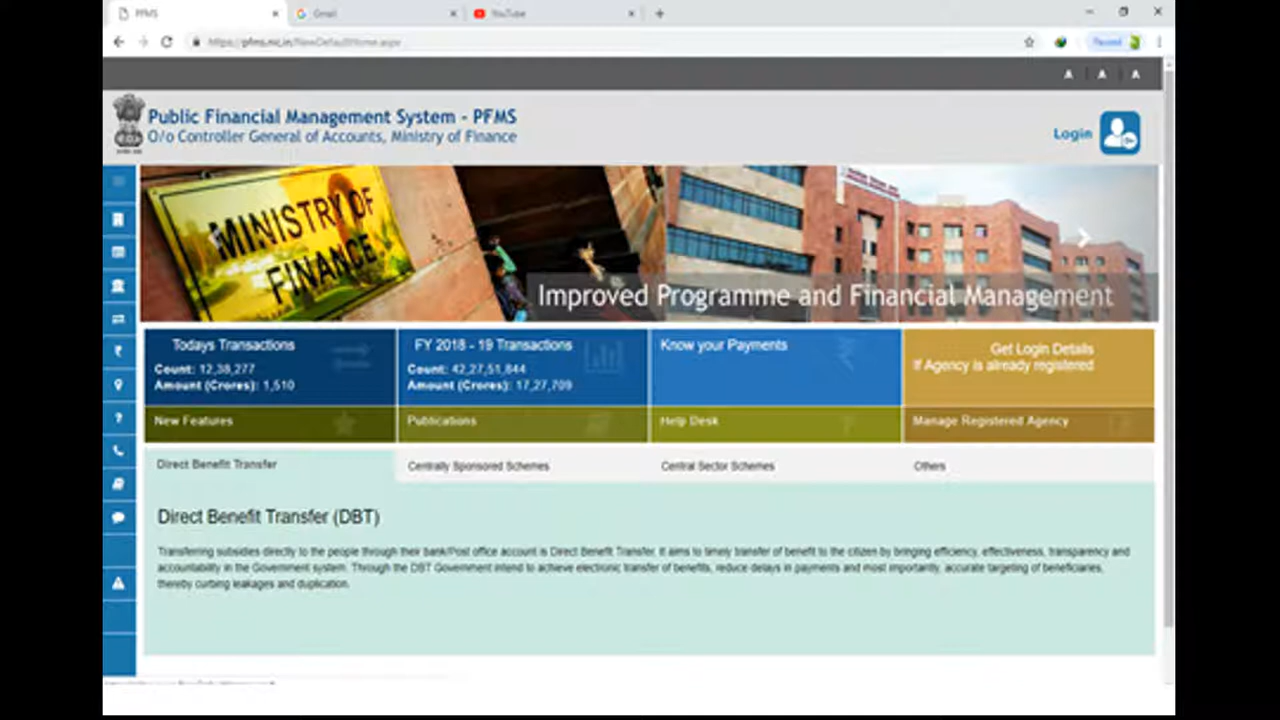 PFMS
Gmail
YouTube
https://pfms.nic.in/NewDefaultHome.aspx
Paused
A A A
Public Financial Management System - PFMS
O/o Controller General of Accounts, Ministry of Finance
Login
MINISTRY OF
FINANCE
Improved Programme and Financial Management
Todays Transactions
Count: 12,38,277
Amount (Crores): 1,510
FY 2018 - 19 Transactions
Count: 42,27,51,844
Amount (Crores): 17,27,709
Know your Payments
Get Login Details
If Agency is already registered
New Features
Publications
Help Desk
Manage Registered Agency
Direct Benefit Transfer
Centrally Sponsored Schemes
Central Sector Schemes
Others
Direct Benefit Transfer (DBT)
Transferring subsidies directly to the people through their bank/Post office account is Direct Benefit Transfer. It aims to timely transfer of benefit to the citizen by bringing efficiency, effectiveness, transparency and
accountability in the Government system. Through the DBT Government intend to achieve electronic transfer of benefits, reduce delays in payments and most importantly, accurate targeting of beneficiaries,
thereby curbing leakages and duplication.